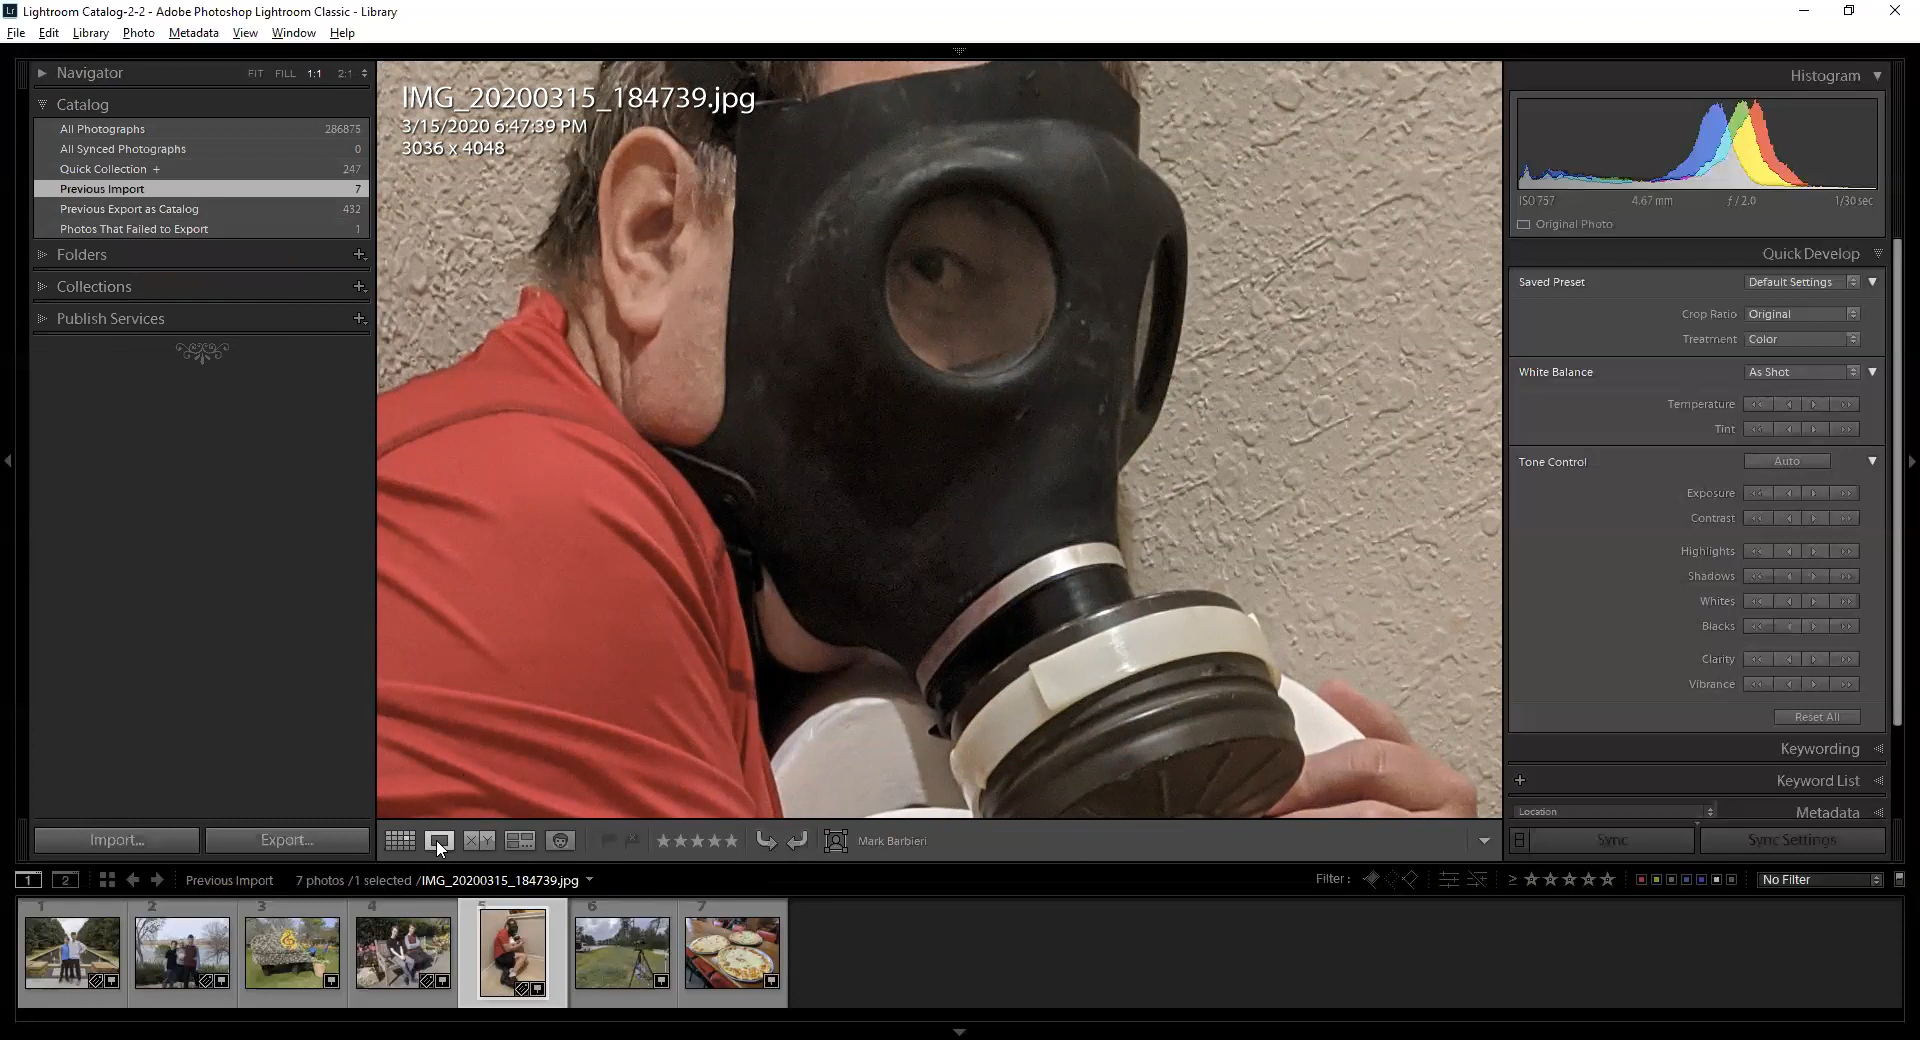 Lr Lightroom Catalog-2-2 - Adobe Photoshop Lightroom Classic - Library
File Edit Library Photo Metadata View Window Help
Navigator FIT FILL 1:1 2:1
Catalog
All Photographs 286875
All Synced Photographs 0
Quick Collection + 247
Previous Import 7
Previous Export as Catalog 432
Photos That Failed to Export 1
Folders
Collections
Publish Services
Import...
Export...
IMG_20200315_184739.jpg
3/15/2020 6:47:39 PM
3036 x 4048
Mark Barbieri
Histogram
ISO 757 4.67 mm ƒ / 2.0 1/30 sec
Original Photo
Quick Develop
Saved Preset Default Settings
Crop Ratio Original
Treatment Color
White Balance As Shot
Temperature
Tint
Tone Control Auto
Exposure
Contrast
Highlights
Shadows
Whites
Blacks
Clarity
Vibrance
Reset All
Keywording
Keyword List
Location Metadata
Sync Sync Settings
1 2 Previous Import 7 photos /1 selected /IMG_20200315_184739.jpg Filter : ≥ No Filter
1 2 3 4 5 6 7